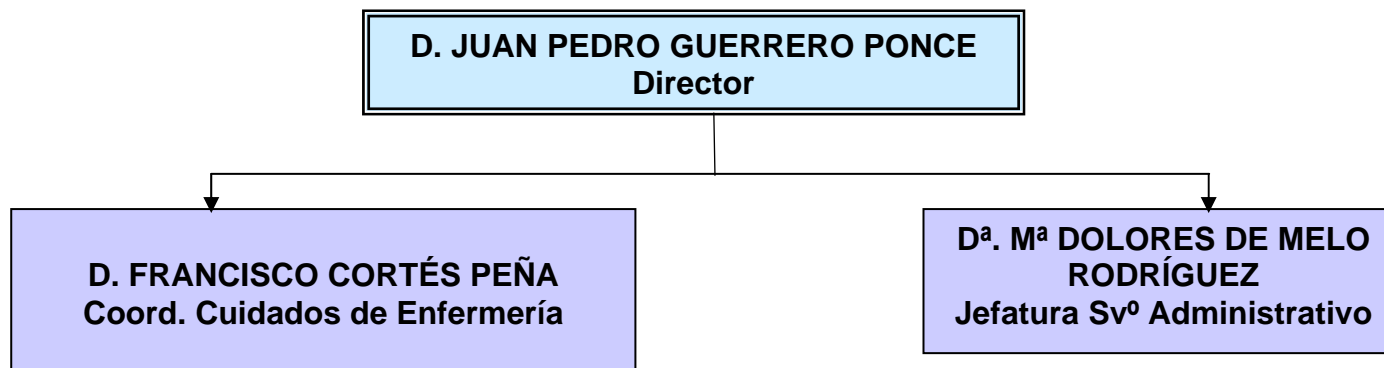 D. JUAN PEDRO GUERRERO PONCE
Director
D. FRANCISCO CORTÉS PEÑA
Coord. Cuidados de Enfermería
Dª. Mª DOLORES DE MELO
RODRÍGUEZ
Jefatura Svº Administrativo